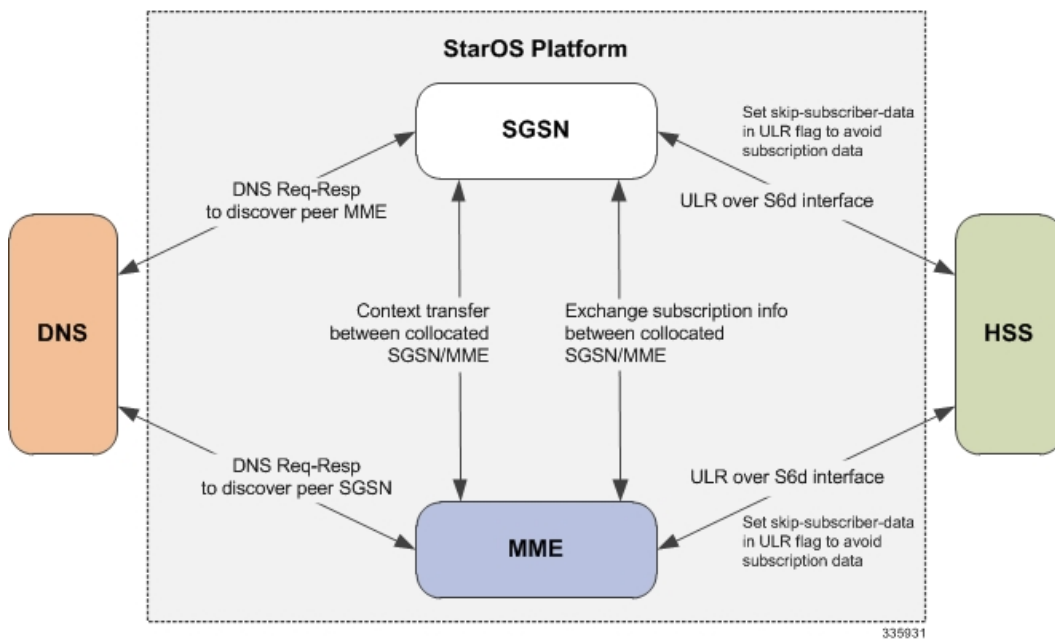 StarOS Platform
SGSN
Set skip-subscriber-data
in ULR flag to avoid
subscription data
DNS Req-Resp
to discover peer MME
ULR over S6d interface
DNS
Context transfer
between collocated
SGSN/MME
Exchange subscription info
between collocated
SGSN/MME
HSS
DNS Req-Resp
to discover peer SGSN
ULR over S6d interface
MME
Set skip-subscriber-data
in ULR flag to avoid
subscription data
335931